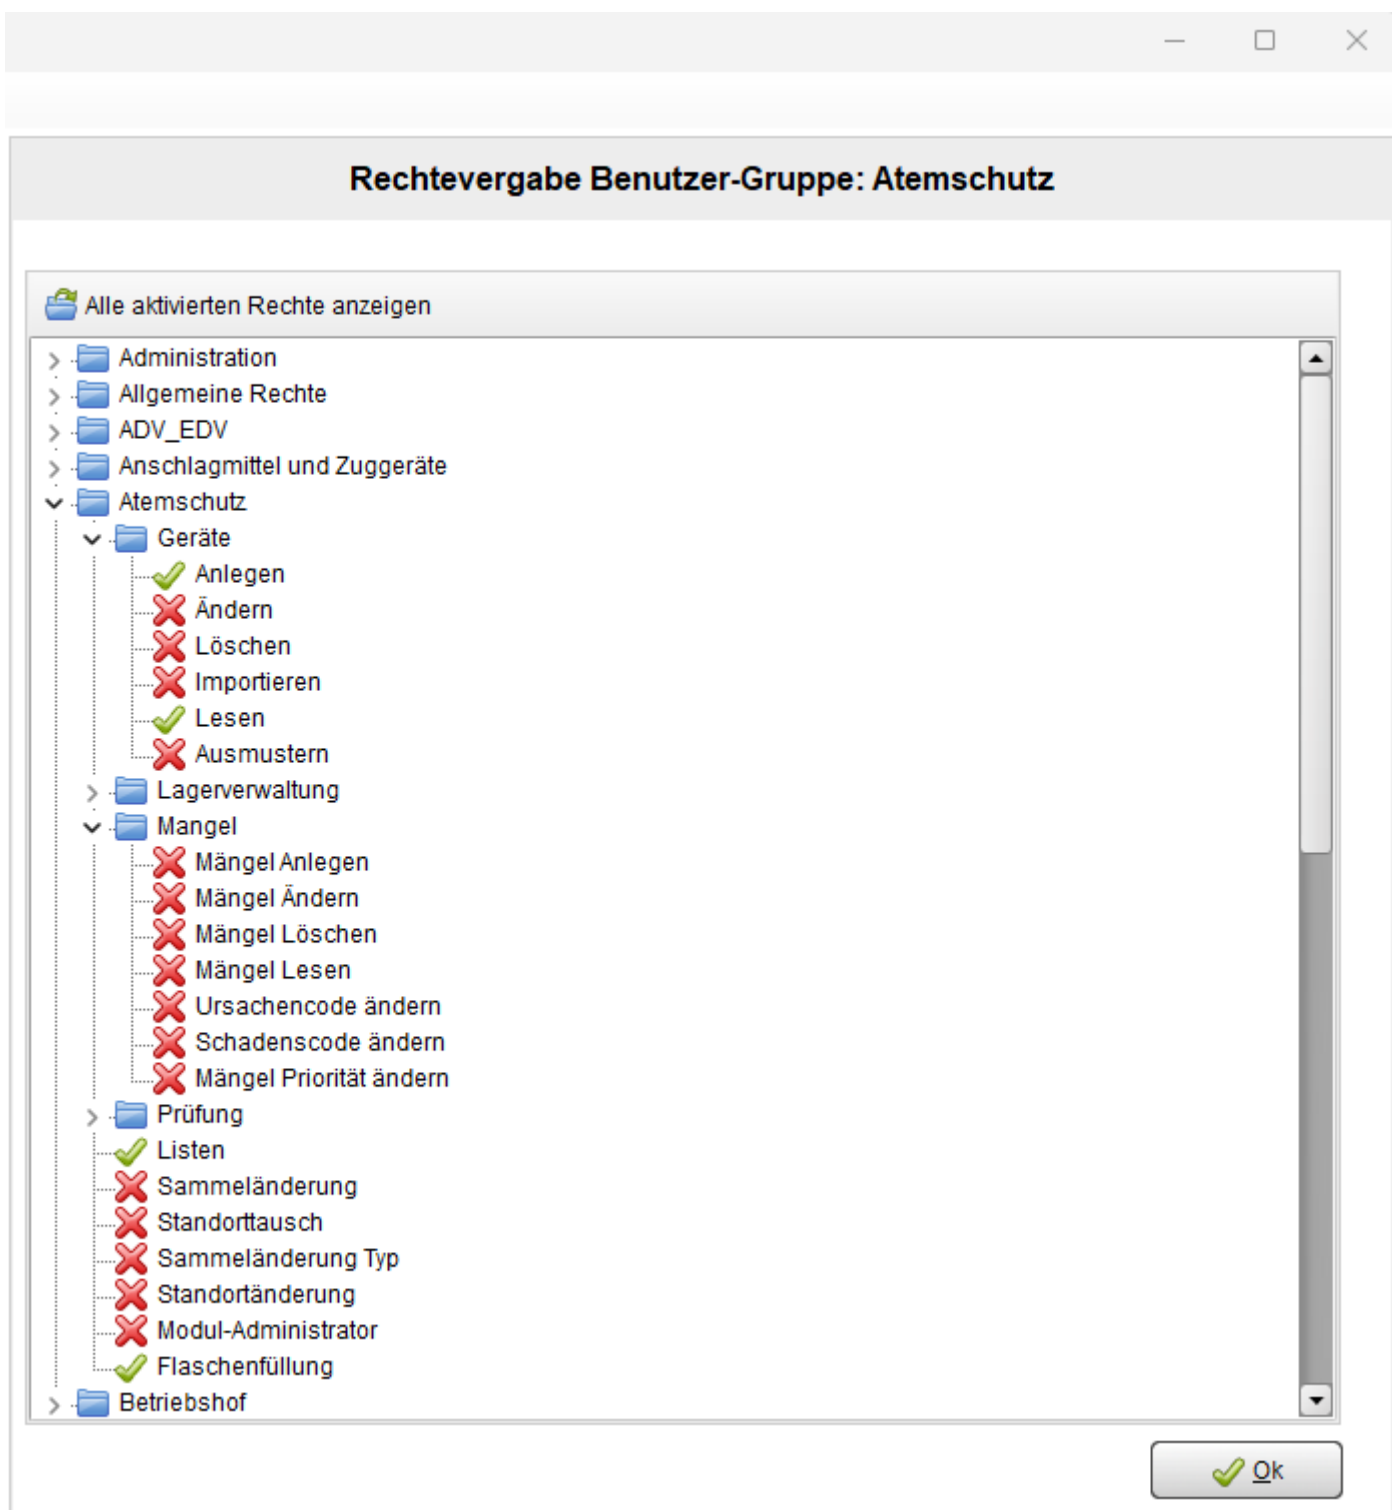 Rechtevergabe Benutzer-Gruppe: Atemschutz
Alle aktivierten Rechte anzeigen
Administration
Allgemeine Rechte
ADV_EDV
Anschlagmittel und Zuggeräte
Atemschutz
Geräte
Anlegen
Ändern
Löschen
Importieren
Lesen
Ausmustern
Lagerverwaltung
Mangel
Mängel Anlegen
Mängel Ändern
Mängel Löschen
Mängel Lesen
Ursachencode ändern
Schadenscode ändern
Mängel Priorität ändern
Prüfung
Listen
Sammeländerung
Standorttausch
Sammeländerung Typ
Standortänderung
Modul-Administrator
Flaschenfüllung
Betriebshof
Ok